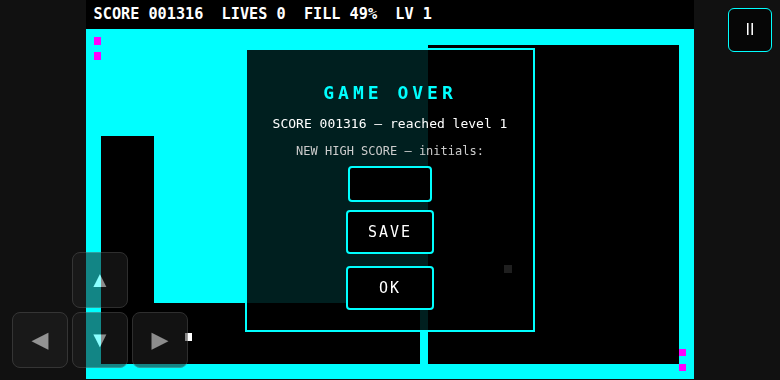 SCORE 001316 LIVES 0 FILL 49% LV 1
GAME OVER
SCORE 001316 — reached level 1
NEW HIGH SCORE — initials:
SAVE
OK